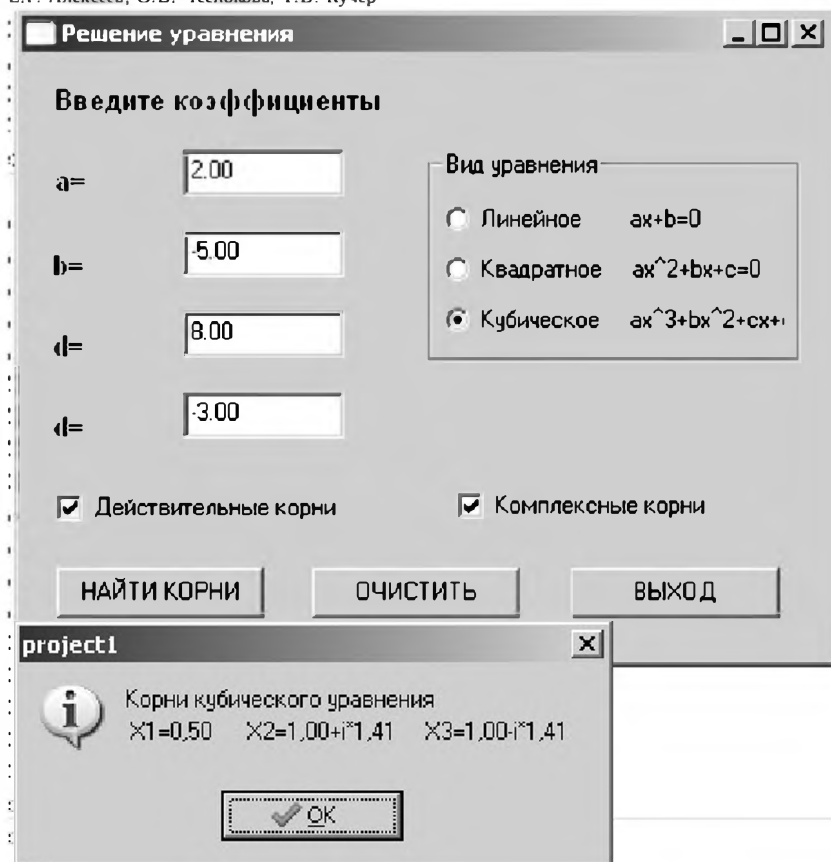 Решение уравнения
Введите коэффициенты
a= 2.00
b= -5.00
d= 8.00
d= -3.00
Вид уравнения
Линейное ax+b=0
Квадратное ax^2+bx+c=0
Кубическое ax^3+bx^2+cx+
Действительные корни Комплексные корни
НАЙТИ КОРНИ ОЧИСТИТЬ ВЫХОД
project1
Корни кубического уравнения
X1=0,50 X2=1,00+i*1,41 X3=1,00-i*1,41
OK